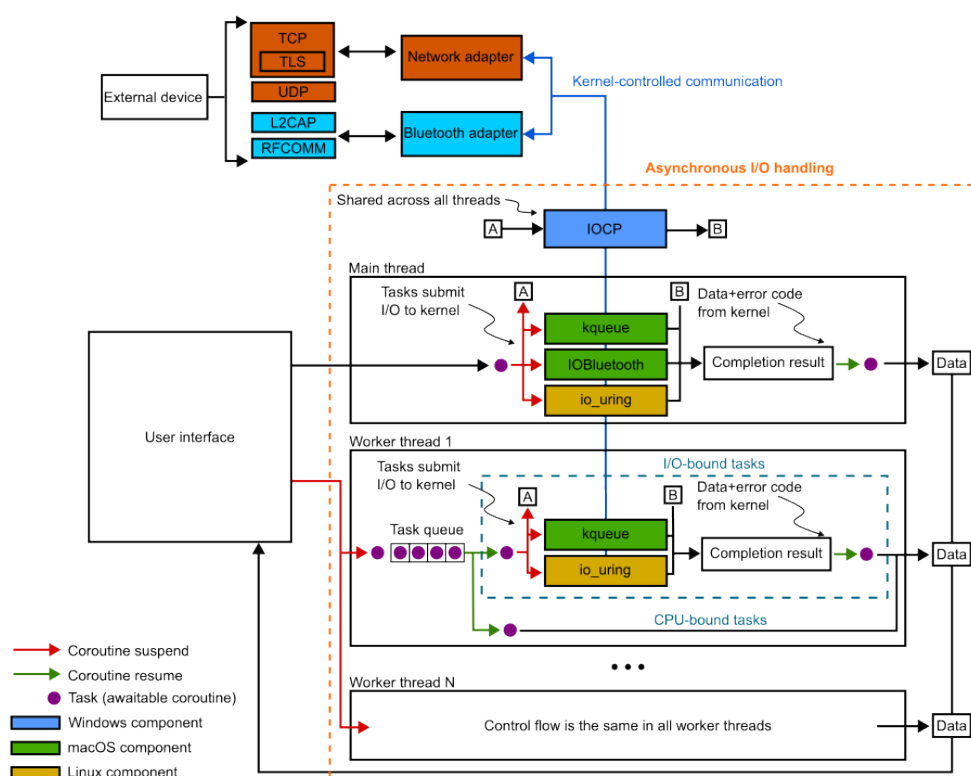 TCP
TLS
UDP
L2CAP
RFCOMM
External device
Network adapter
Bluetooth adapter
Kernel-controlled communication
Asynchronous I/O handling
Shared across all threads
A
IOCP
B
Main thread
Tasks submit
I/O to kernel
A
B
Data+error code
from kernel
kqueue
IOBluetooth
io_uring
Completion result
Data
User interface
Worker thread 1
I/O-bound tasks
Tasks submit
I/O to kernel
A
B
Data+error code
from kernel
Task queue
kqueue
io_uring
Completion result
Data
CPU-bound tasks
Worker thread N
Control flow is the same in all worker threads
Data
Coroutine suspend
Coroutine resume
Task (awaitable coroutine)
Windows component
macOS component
Linux component